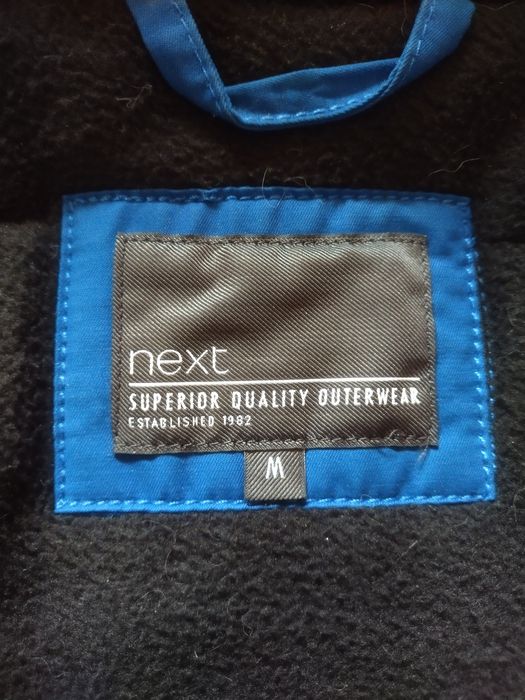 next
SUPERIOR QUALITY OUTERWEAR
ESTABLISHED 1982
M